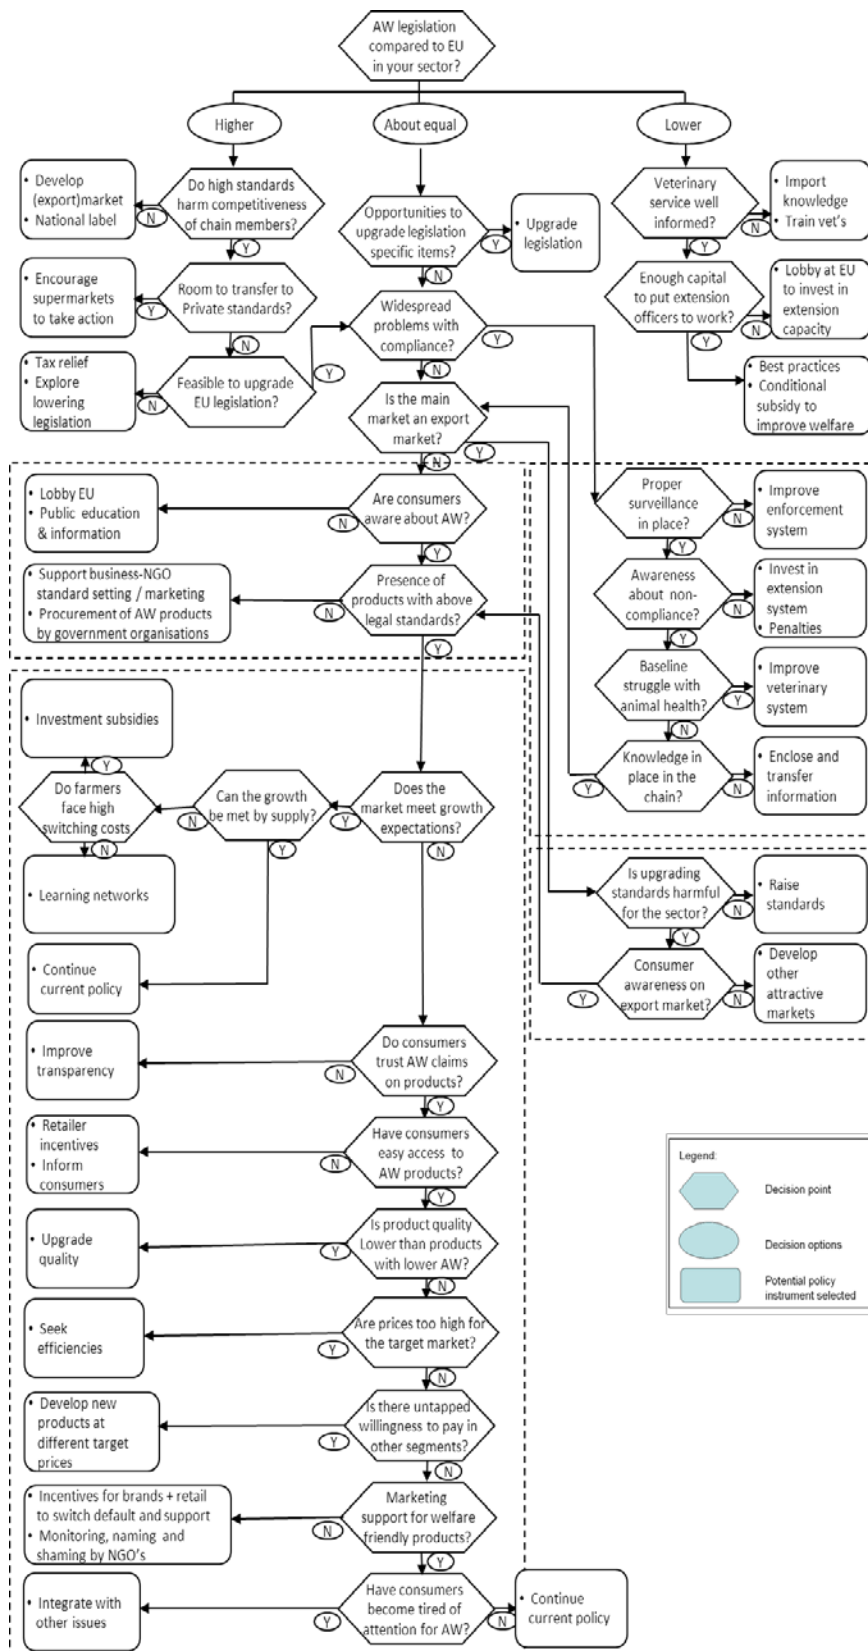 AW legislation
compared to EU
in your sector?
Higher
About equal
Lower
• Develop
(export)market
• National label
N
Do high standards
harm competitiveness
of chain members?
Y
Opportunities to
upgrade legislation
specific items?
Y
• Upgrade
legislation
N
Veterinary
service well
informed?
N
• Import
knowledge
• Train vet's
Y
• Encourage
supermarkets
to take action
Y
Room to transfer to
Private standards?
N
Widespread
problems with
compliance?
Y
N
Enough capital
to put extension
officers to work?
N
• Lobby at EU
to invest in
extension
capacity
Y
• Tax relief
• Explore
lowering
legislation
N
Feasible to upgrade
EU legislation?
Y
Is the main
market an export
market?
Y
N
• Best practices
• Conditional
subsidy to
improve welfare
• Lobby EU
• Public education
& information
N
Are consumers
aware about AW?
Y
Proper
surveillance
in place?
N
• Improve
enforcement
system
Y
• Support business-NGO
standard setting / marketing
• Procurement of AW products
by government organisations
N
Presence of
products with above
legal standards?
Y
Awareness
about non-
compliance?
N
• Invest in
extension
system
• Penalties
Y
Baseline
struggle with
animal health?
Y
• Improve
veterinary
system
N
Knowledge in
place in the
chain?
Y
N
• Enclose and
transfer
information
• Investment subsidies
Y
Do farmers
face high
switching costs
N
• Learning networks
N
Can the growth
be met by supply?
Y
Y
Does the
market meet growth
expectations?
N
• Continue
current policy
Is upgrading
standards harmful
for the sector?
N
• Raise
standards
Y
Consumer
awareness on
export market?
Y
N
• Develop
other
attractive
markets
• Improve
transparency
N
Do consumers
trust AW claims
on products?
Y
• Retailer
incentives
• Inform
consumers
N
Have consumers
easy access to
AW products?
Y
• Upgrade
quality
Y
Is product quality
Lower than products
with lower AW?
N
• Seek
efficiencies
Y
Are prices too high for
the target market?
N
• Develop new
products at
different target
prices
Y
Is there untapped
willingness to pay in
other segments?
N
• Incentives for brands + retail
to switch default and support
• Monitoring, naming and
shaming by NGO's
N
Marketing
support for welfare
friendly products?
Y
• Integrate with
other issues
Y
Have consumers
become tired of
attention for AW?
N
• Continue
current policy
Legend:
Decision point
Decision options
Potential policy
instrument selected